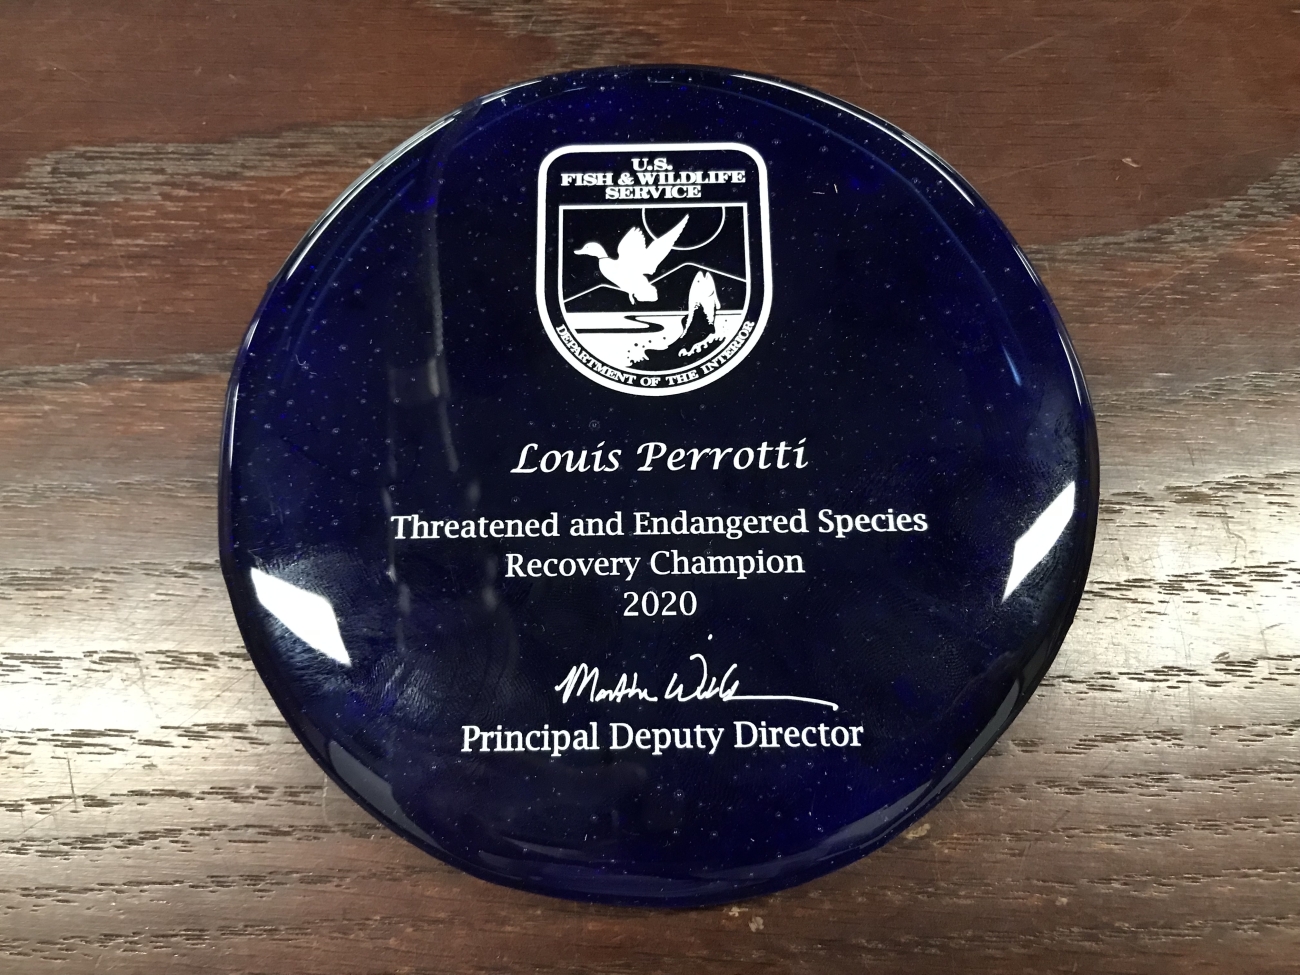 U.S.
FISH & WILDLIFE
SERVICE
DEPARTMENT OF THE INTERIOR
Louis Perrotti
Threatened and Endangered Species
Recovery Champion
2020
Principal Deputy Director